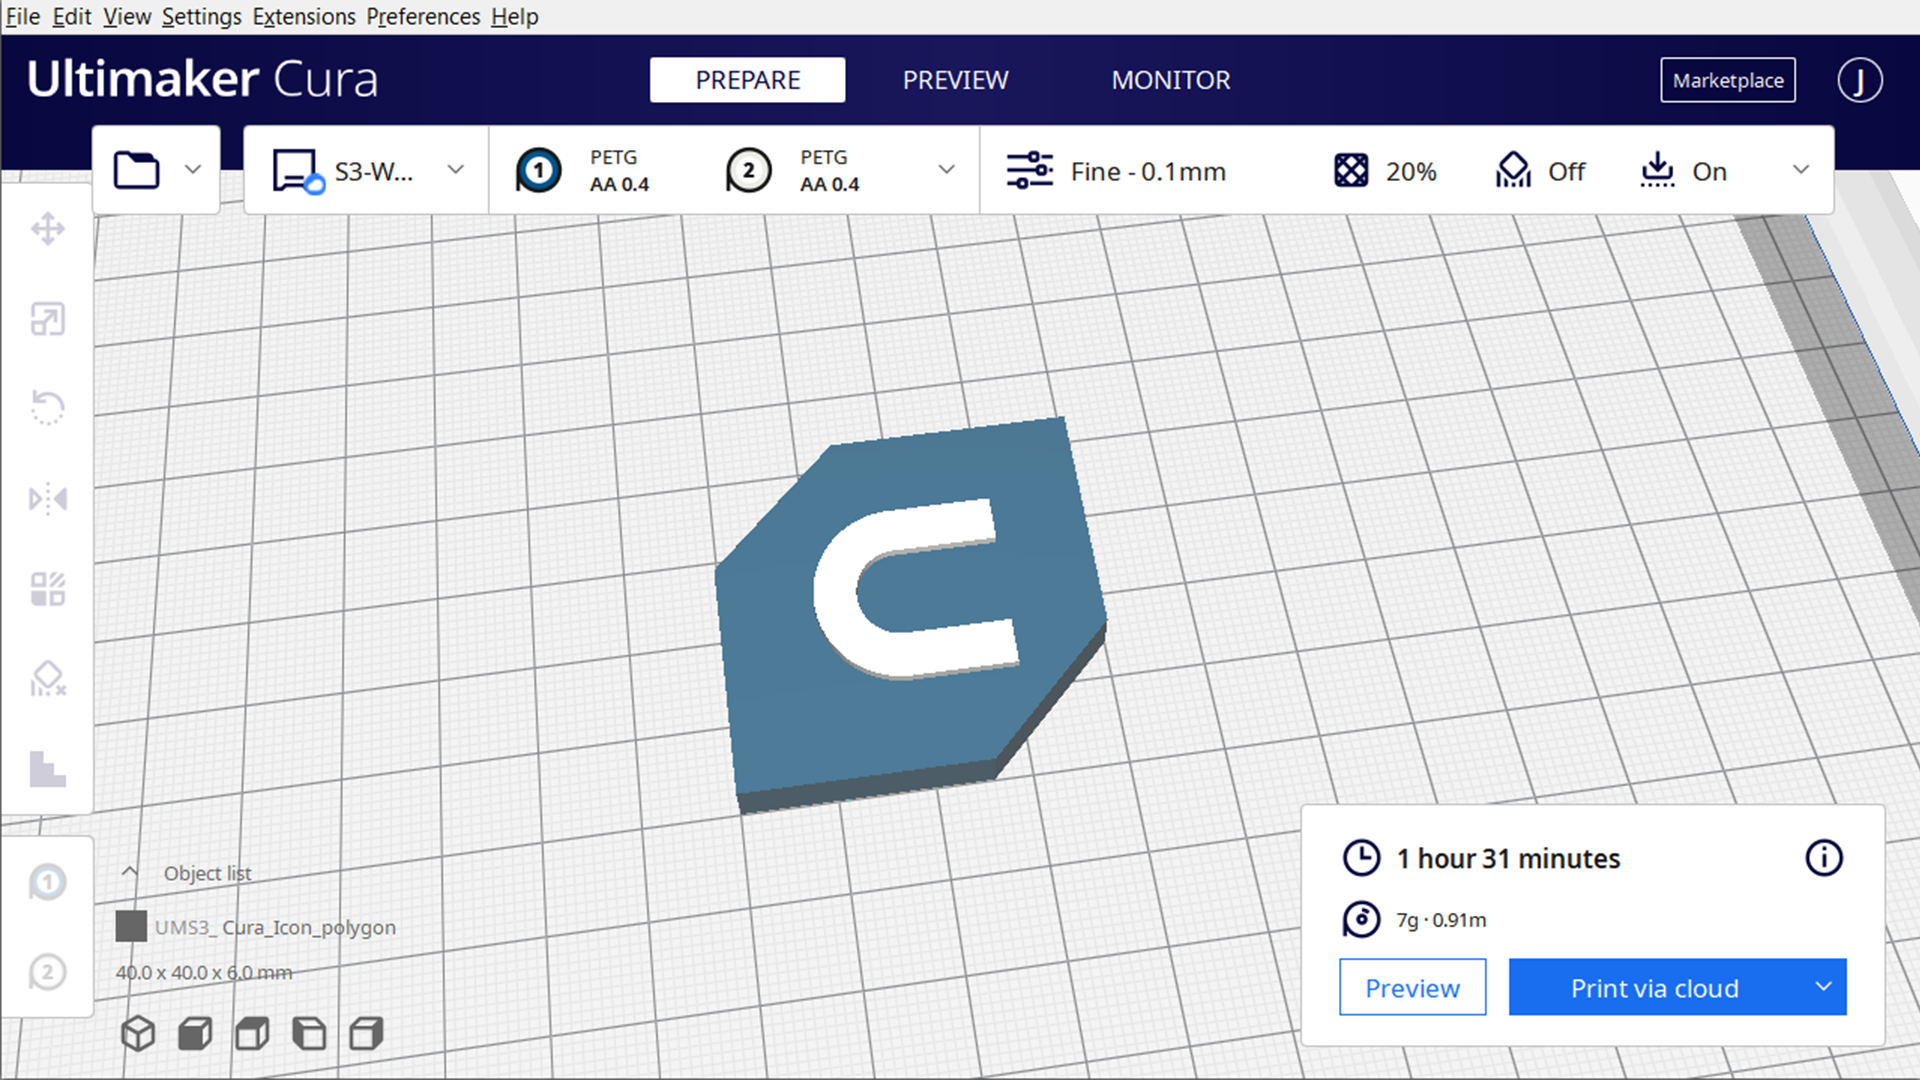 File Edit View Settings Extensions Preferences Help
Ultimaker Cura
PREPARE PREVIEW MONITOR
Marketplace J
S3-W...
1 PETG
AA 0.4
2 PETG
AA 0.4
Fine - 0.1mm 20% Off On
1
2
Object list
UMS3_ Cura_Icon_polygon
40.0 x 40.0 x 6.0 mm
1 hour 31 minutes
7g · 0.91m
Preview Print via cloud